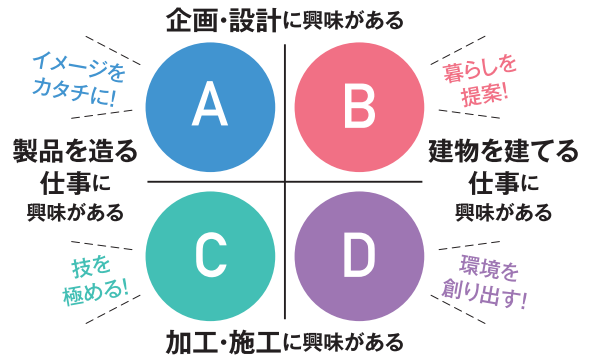 企画・設計に興味がある
イメージを
カタチに!
A
B
暮らしを
提案!
製品を造る
仕事に
興味がある
建物を建てる
仕事に
興味がある
技を
極める!
C
D
環境を
創り出す!
加工・施工に興味がある